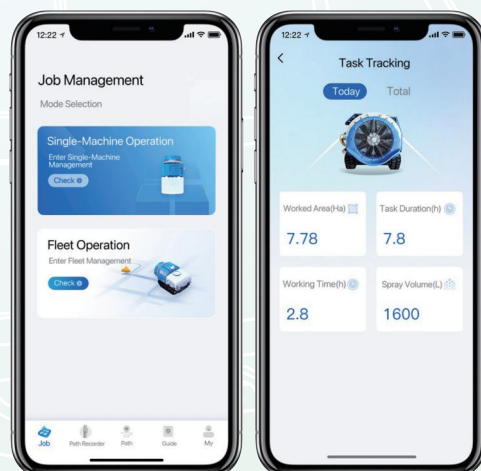 12:22
Job Management
Mode Selection
Single-Machine Operation
Enter Single-Machine
Management
Check
Fleet Operation
Enter Fleet Management
Check
Job
Path Recorder
Path
Guide
My
12:22
Task
Tracking
Today
Total
Worked Area(Ha)
7.78
Task Duration(h)
7.8
Working Time(h)
2.8
Spray Volume(L)
1600